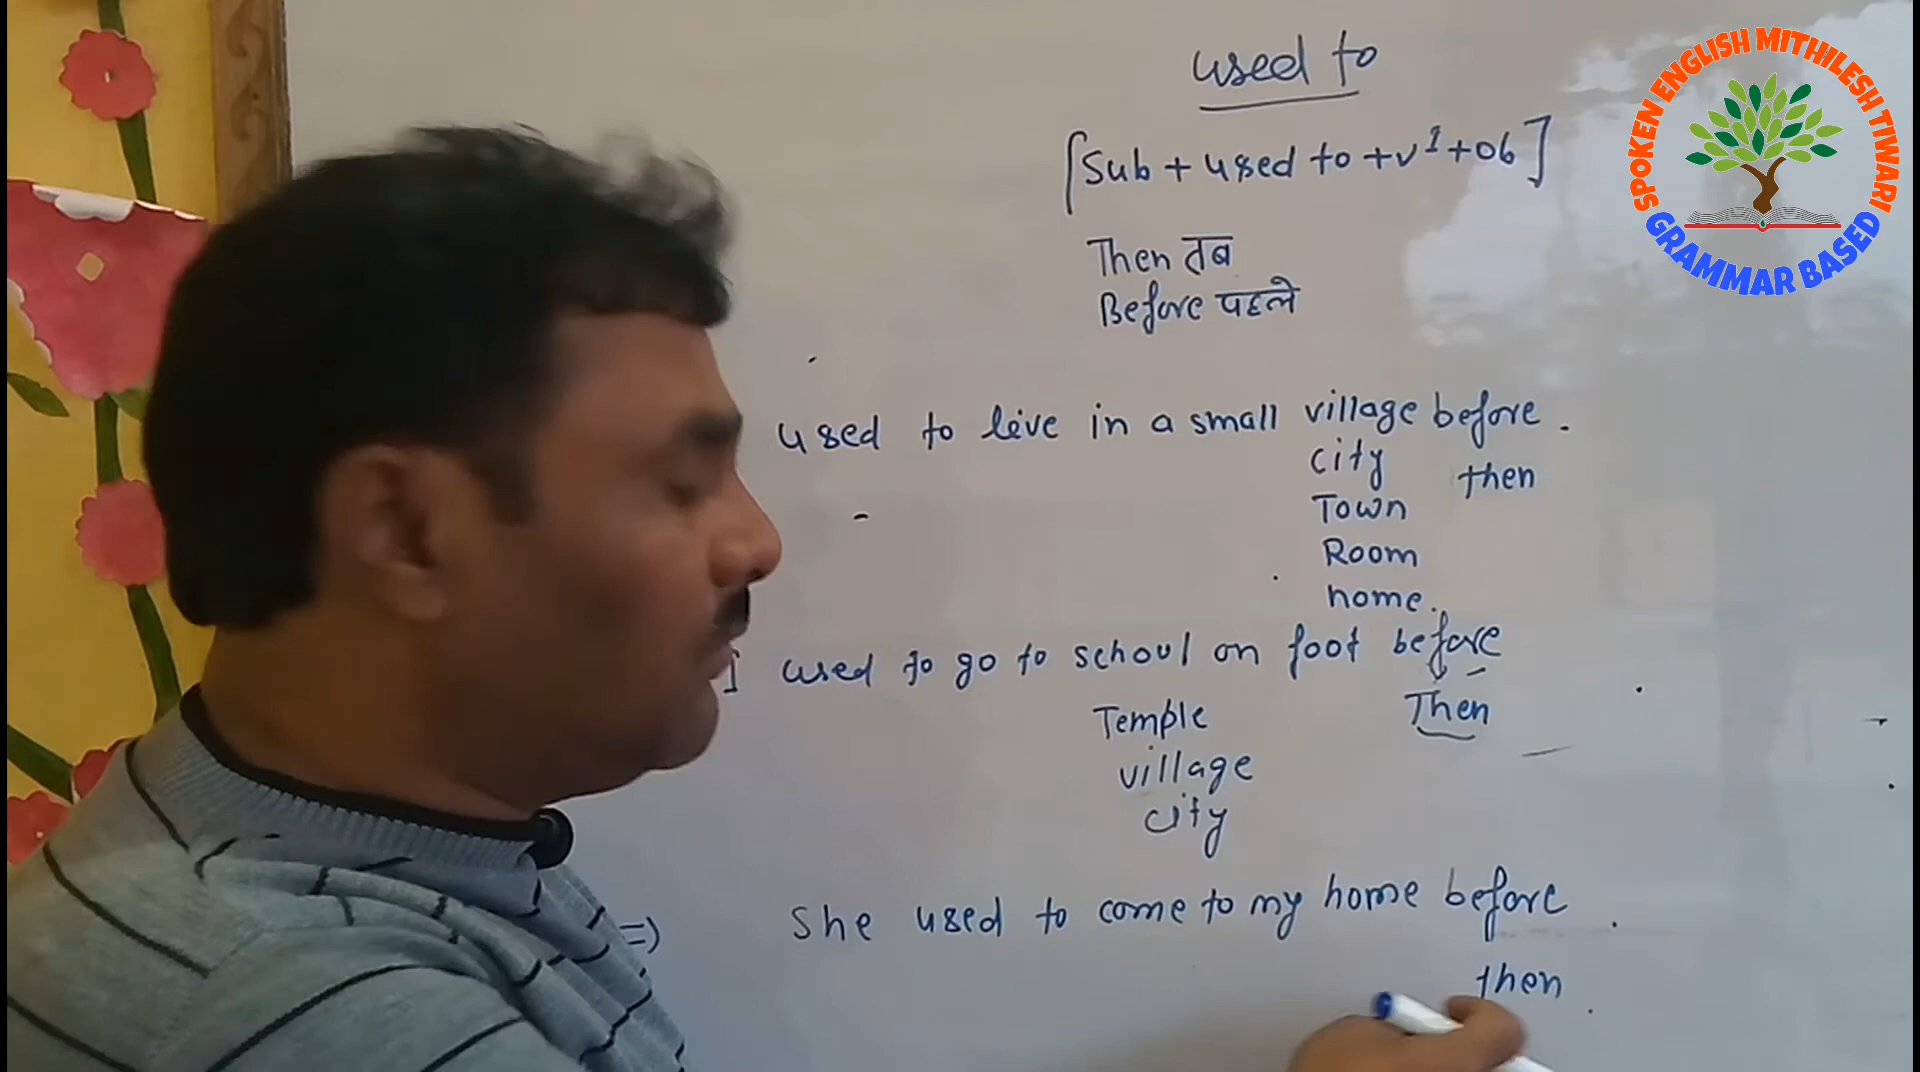 used to
[Sub + used to + v1 + ob]
Then तब
Before पहले
used to live in a small village before.
city then
Town
Room
home.
I used to go to school on foot before
Temple Then
village
city
=) She used to come to my home before.
then
SPOKEN ENGLISH MITHILESH TIWARI
GRAMMAR BASED